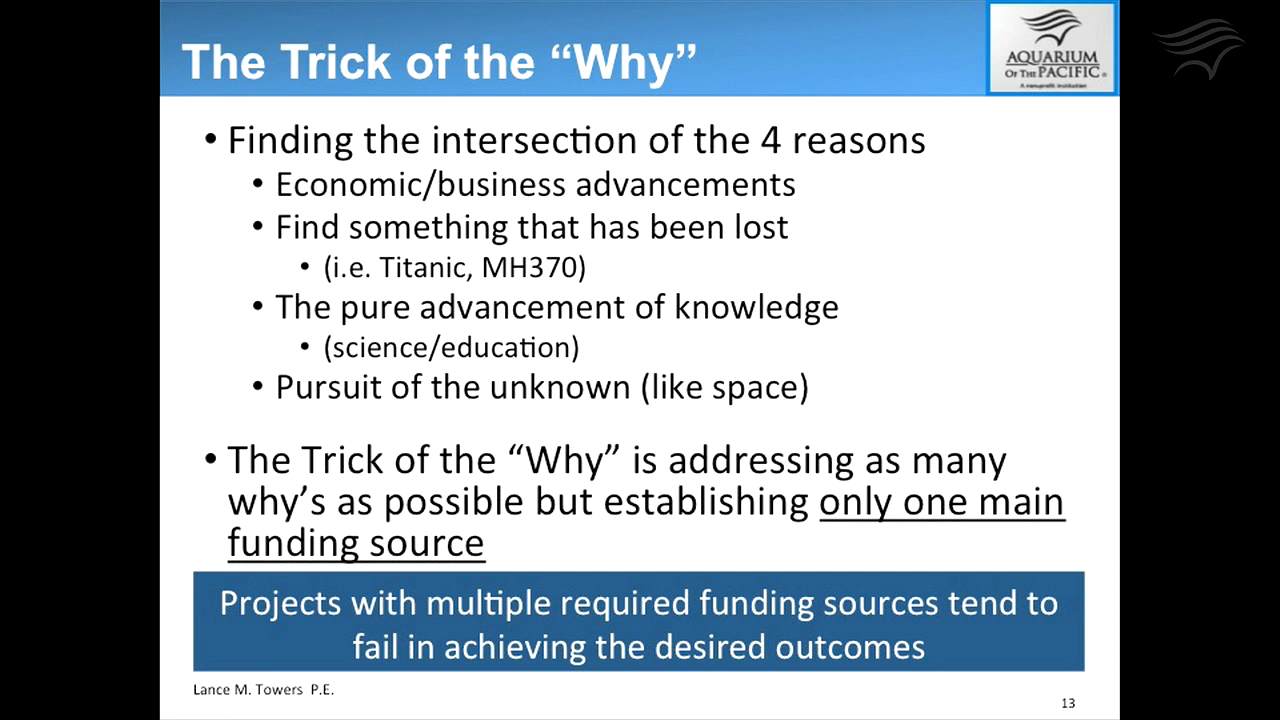 The Trick of the “Why”
AQUARIUM
OF THE PACIFIC®
A nonprofit institution
• Finding the intersection of the 4 reasons
• Economic/business advancements
• Find something that has been lost
• (i.e. Titanic, MH370)
• The pure advancement of knowledge
• (science/education)
• Pursuit of the unknown (like space)
• The Trick of the “Why” is addressing as many
why’s as possible but establishing only one main
funding source
Projects with multiple required funding sources tend to
fail in achieving the desired outcomes
Lance M. Towers P.E.
13